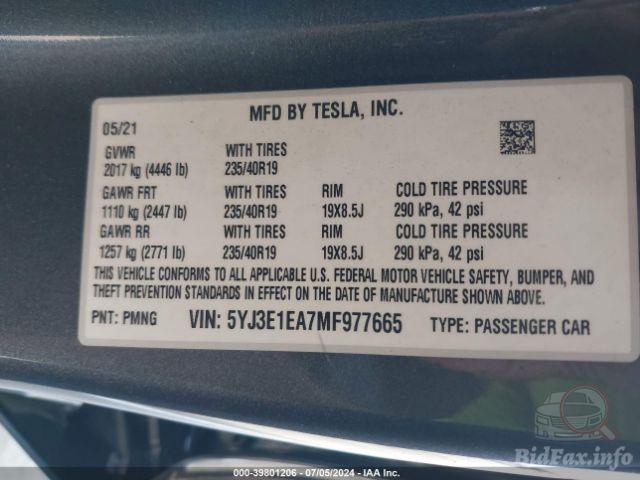 MFD BY TESLA, INC.
05/21
GVWR WITH TIRES
2017 kg (4446 lb) 235/40R19
GAWR FRT WITH TIRES RIM COLD TIRE PRESSURE
1110 kg (2447 lb) 235/40R19 19X8.5J 290 kPa, 42 psi
GAWR RR WITH TIRES RIM COLD TIRE PRESSURE
1257 kg (2771 lb) 235/40R19 19X8.5J 290 kPa, 42 psi
THIS VEHICLE CONFORMS TO ALL APPLICABLE U.S. FEDERAL MOTOR VEHICLE SAFETY, BUMPER, AND
THEFT PREVENTION STANDARDS IN EFFECT ON THE DATE OF MANUFACTURE SHOWN ABOVE.
PNT: PMNG VIN: 5YJ3E1EA7MF977665 TYPE: PASSENGER CAR
BidFax.info
000-39801206 - 07/05/2024 - IAA Inc.